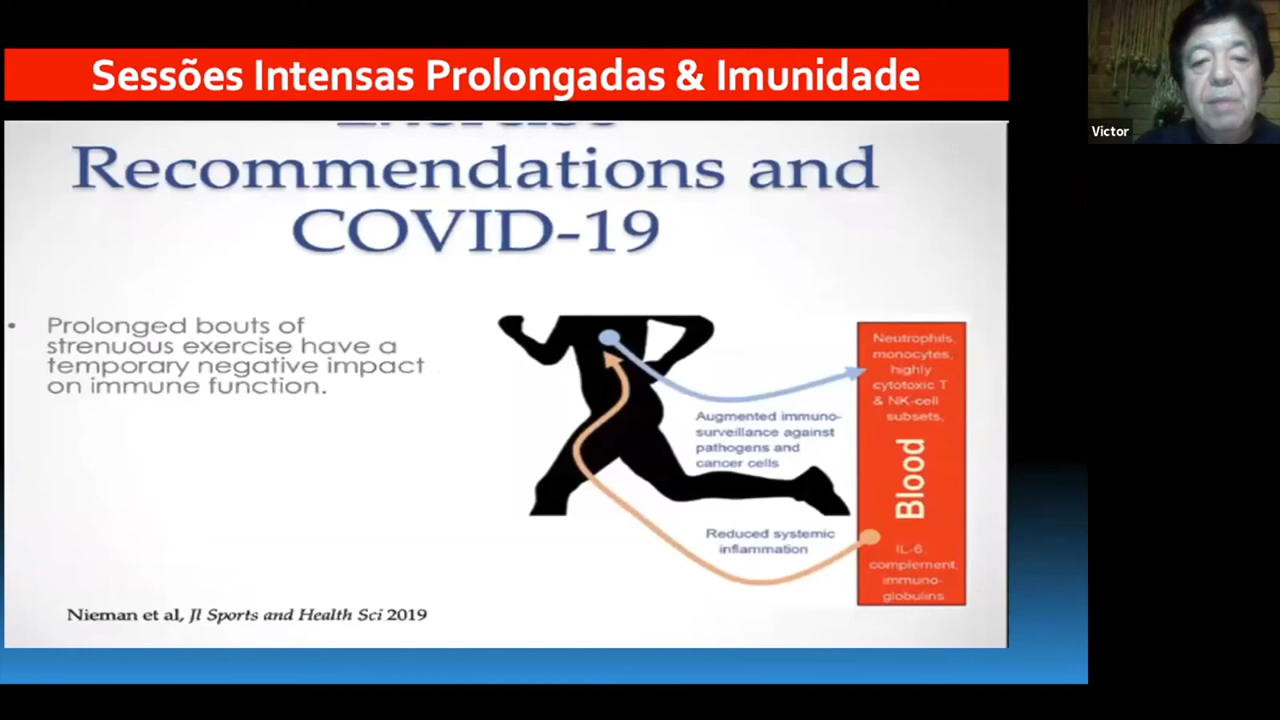 Sessões Intensas Prolongadas & Imunidade
Victor
Recommendations and
COVID-19
• Prolonged bouts of
strenuous exercise have a
temporary negative impact
on immune function.
Augmented immuno-
surveillance against
pathogens and
cancer cells
Reduced systemic
inflammation
Neutrophils,
monocytes,
highly
cytotoxic T
& NK-cell
subsets,
Blood
IL-6,
complement,
immuno-
globulins
Nieman et al, Jl Sports and Health Sci 2019